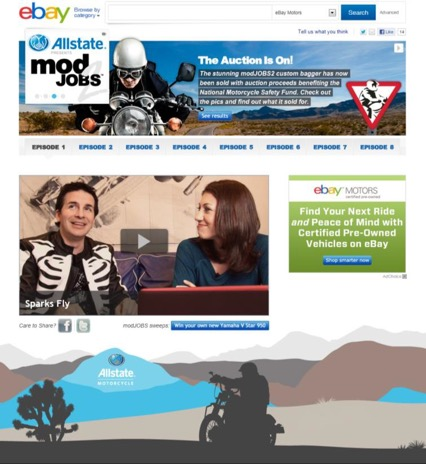 ebay
Browse by
category
eBay Motors
Search
Advanced
Tell us what you think
Like
Allstate
PRESENTS
mod
JOBS
The Auction Is On!
The stunning modJOBS2 custom bagger has now
been sold with auction proceeds benefiting the
National Motorcycle Safety Fund. Check out
the pics and find out what it sold for.
See results
EPISODE 1 EPISODE 2 EPISODE 3 EPISODE 4 EPISODE 5 EPISODE 6 EPISODE 7 EPISODE 8
Sparks Fly
ebay MOTORS
certified pre-owned
Find Your Next Ride
and Peace of Mind with
Certified Pre-Owned
Vehicles on eBay
Shop smarter now
AdChoice
Care to Share?
modJOBS sweeps Win your own new Yamaha V Star 950
Allstate
MOTORCYCLE